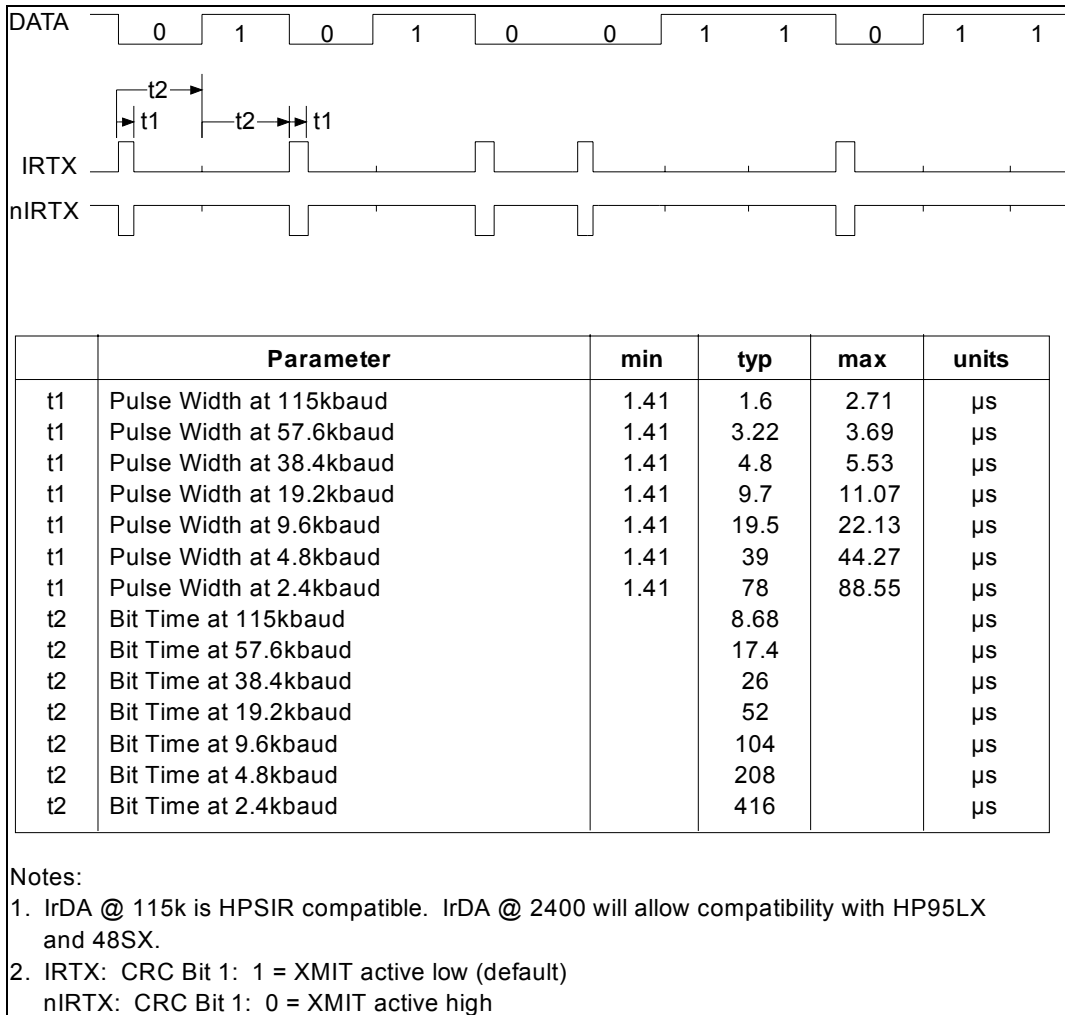 DATA 0 1 0 1 0 0 1 1 0 1 1
t2
t1 t2 t1
IRTX
nIRTX
Parameter min typ max units
t1 Pulse Width at 115kbaud 1.41 1.6 2.71 µs
t1 Pulse Width at 57.6kbaud 1.41 3.22 3.69 µs
t1 Pulse Width at 38.4kbaud 1.41 4.8 5.53 µs
t1 Pulse Width at 19.2kbaud 1.41 9.7 11.07 µs
t1 Pulse Width at 9.6kbaud 1.41 19.5 22.13 µs
t1 Pulse Width at 4.8kbaud 1.41 39 44.27 µs
t1 Pulse Width at 2.4kbaud 1.41 78 88.55 µs
t2 Bit Time at 115kbaud 8.68 µs
t2 Bit Time at 57.6kbaud 17.4 µs
t2 Bit Time at 38.4kbaud 26 µs
t2 Bit Time at 19.2kbaud 52 µs
t2 Bit Time at 9.6kbaud 104 µs
t2 Bit Time at 4.8kbaud 208 µs
t2 Bit Time at 2.4kbaud 416 µs
Notes:
1. IrDA @ 115k is HPSIR compatible. IrDA @ 2400 will allow compatibility with HP95LX
and 48SX.
2. IRTX: CRC Bit 1: 1 = XMIT active low (default)
nIRTX: CRC Bit 1: 0 = XMIT active high